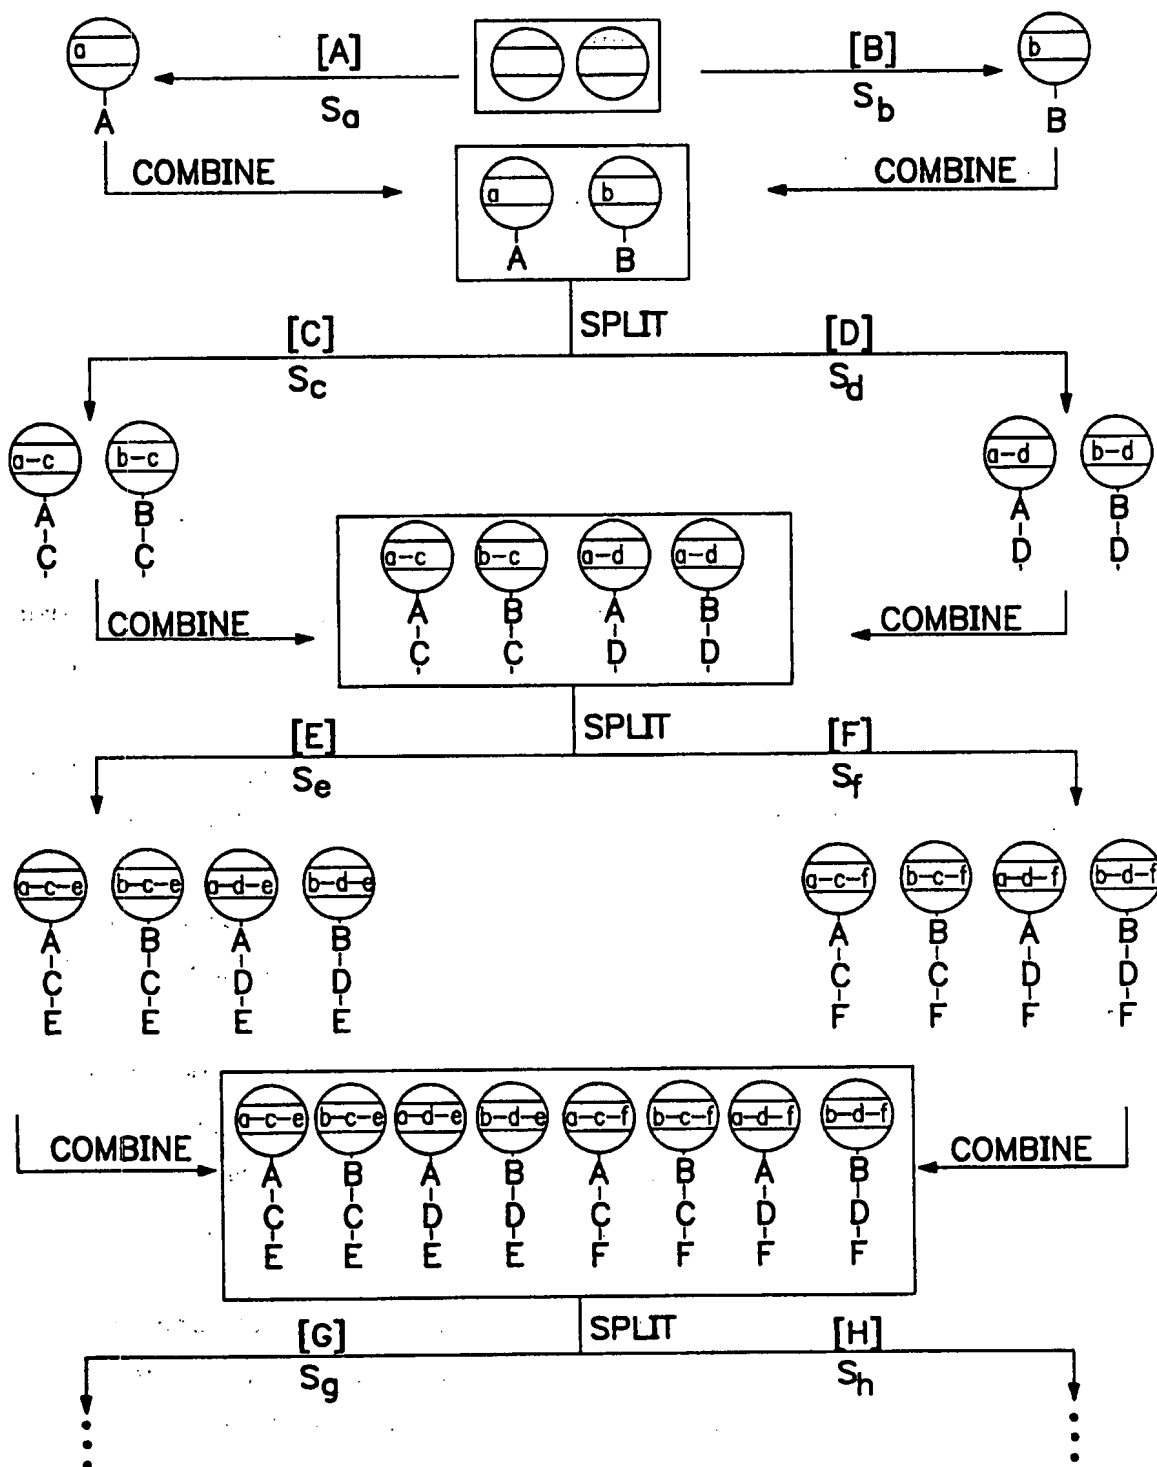 [A] [B]
a b
Sa Sb
A B
COMBINE COMBINE
a b
A B
SPLIT
[C] [D]
Sc Sd
a-c b-c a-d b-d
A B A B
C C D D
a-c b-c a-d a-d
A B A B
C C D D
COMBINE COMBINE
SPLIT
[E] [F]
Se Sf
a-c-e b-c-e a-d-e b-d-e a-c-f b-c-f a-d-f b-d-f
A B A B A B A B
C C D D C C D D
E E E E F F F F
a-c-e b-c-e a-d-e b-d-e a-c-f b-c-f a-d-f b-d-f
COMBINE COMBINE
A B A B A B A B
C C D D C C D D
E E E E F F F F
SPLIT
[G] [H]
Sg Sh